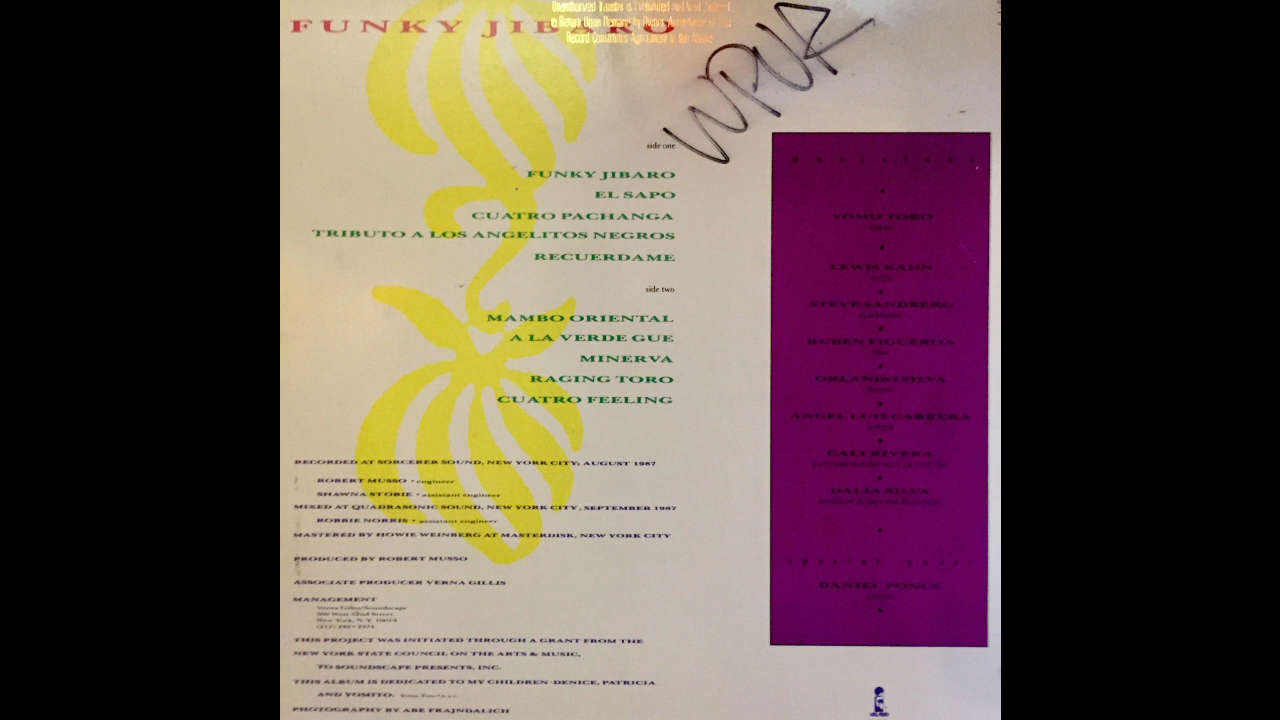 Unauthorized Transfer is Prohibited and Void. Subject
to Return Upon Demand by Owner. Acceptance of this
Record Constitutes Agreement to the Above
FUNKY JIBARO
WPUR
side one
FUNKY JIBARO
EL SAPO
CUATRO PACHANGA
TRIBUTO A LOS ANGELITOS NEGROS
RECUERDAME
side two
MAMBO ORIENTAL
A LA VERDE GUE
MINERVA
RAGING TORO
CUATRO FEELING
RECORDED AT SORCERER SOUND, NEW YORK CITY; AUGUST 1987
ROBERT MUSSO • engineer
SHAWNA STOBIE • assistant engineer
MIXED AT QUADRASONIC SOUND, NEW YORK CITY, SEPTEMBER 1987
ROBBIE NORRIS • assistant engineer
MASTERED BY HOWIE WEINBERG AT MASTERDISK, NEW YORK CITY
PRODUCED BY ROBERT MUSSO
ASSOCIATE PRODUCER VERNA GILLIS
MANAGEMENT
Verna Gillis/Soundscape
New York, N.Y. 10019
THIS PROJECT WAS INITIATED THROUGH A GRANT FROM THE
NEW YORK STATE COUNCIL ON THE ARTS & MUSIC,
TO SOUNDSCAPE PRESENTS, INC.
THIS ALBUM IS DEDICATED TO MY CHILDREN DENICE, PATRICIA
AND YOMITO.
PHOTOGRAPHY BY ABE FRAJNDALICH
YOMO TORO
LEWIS KAHN
STEVE SANDBERG
RUBEN FIGUEROA
ORLANDO SILVA
ANGEL LUIS CABRERA
CALI RIVERA
DALIA SILVA
special guest
DANIEL PONCE
ISLAND